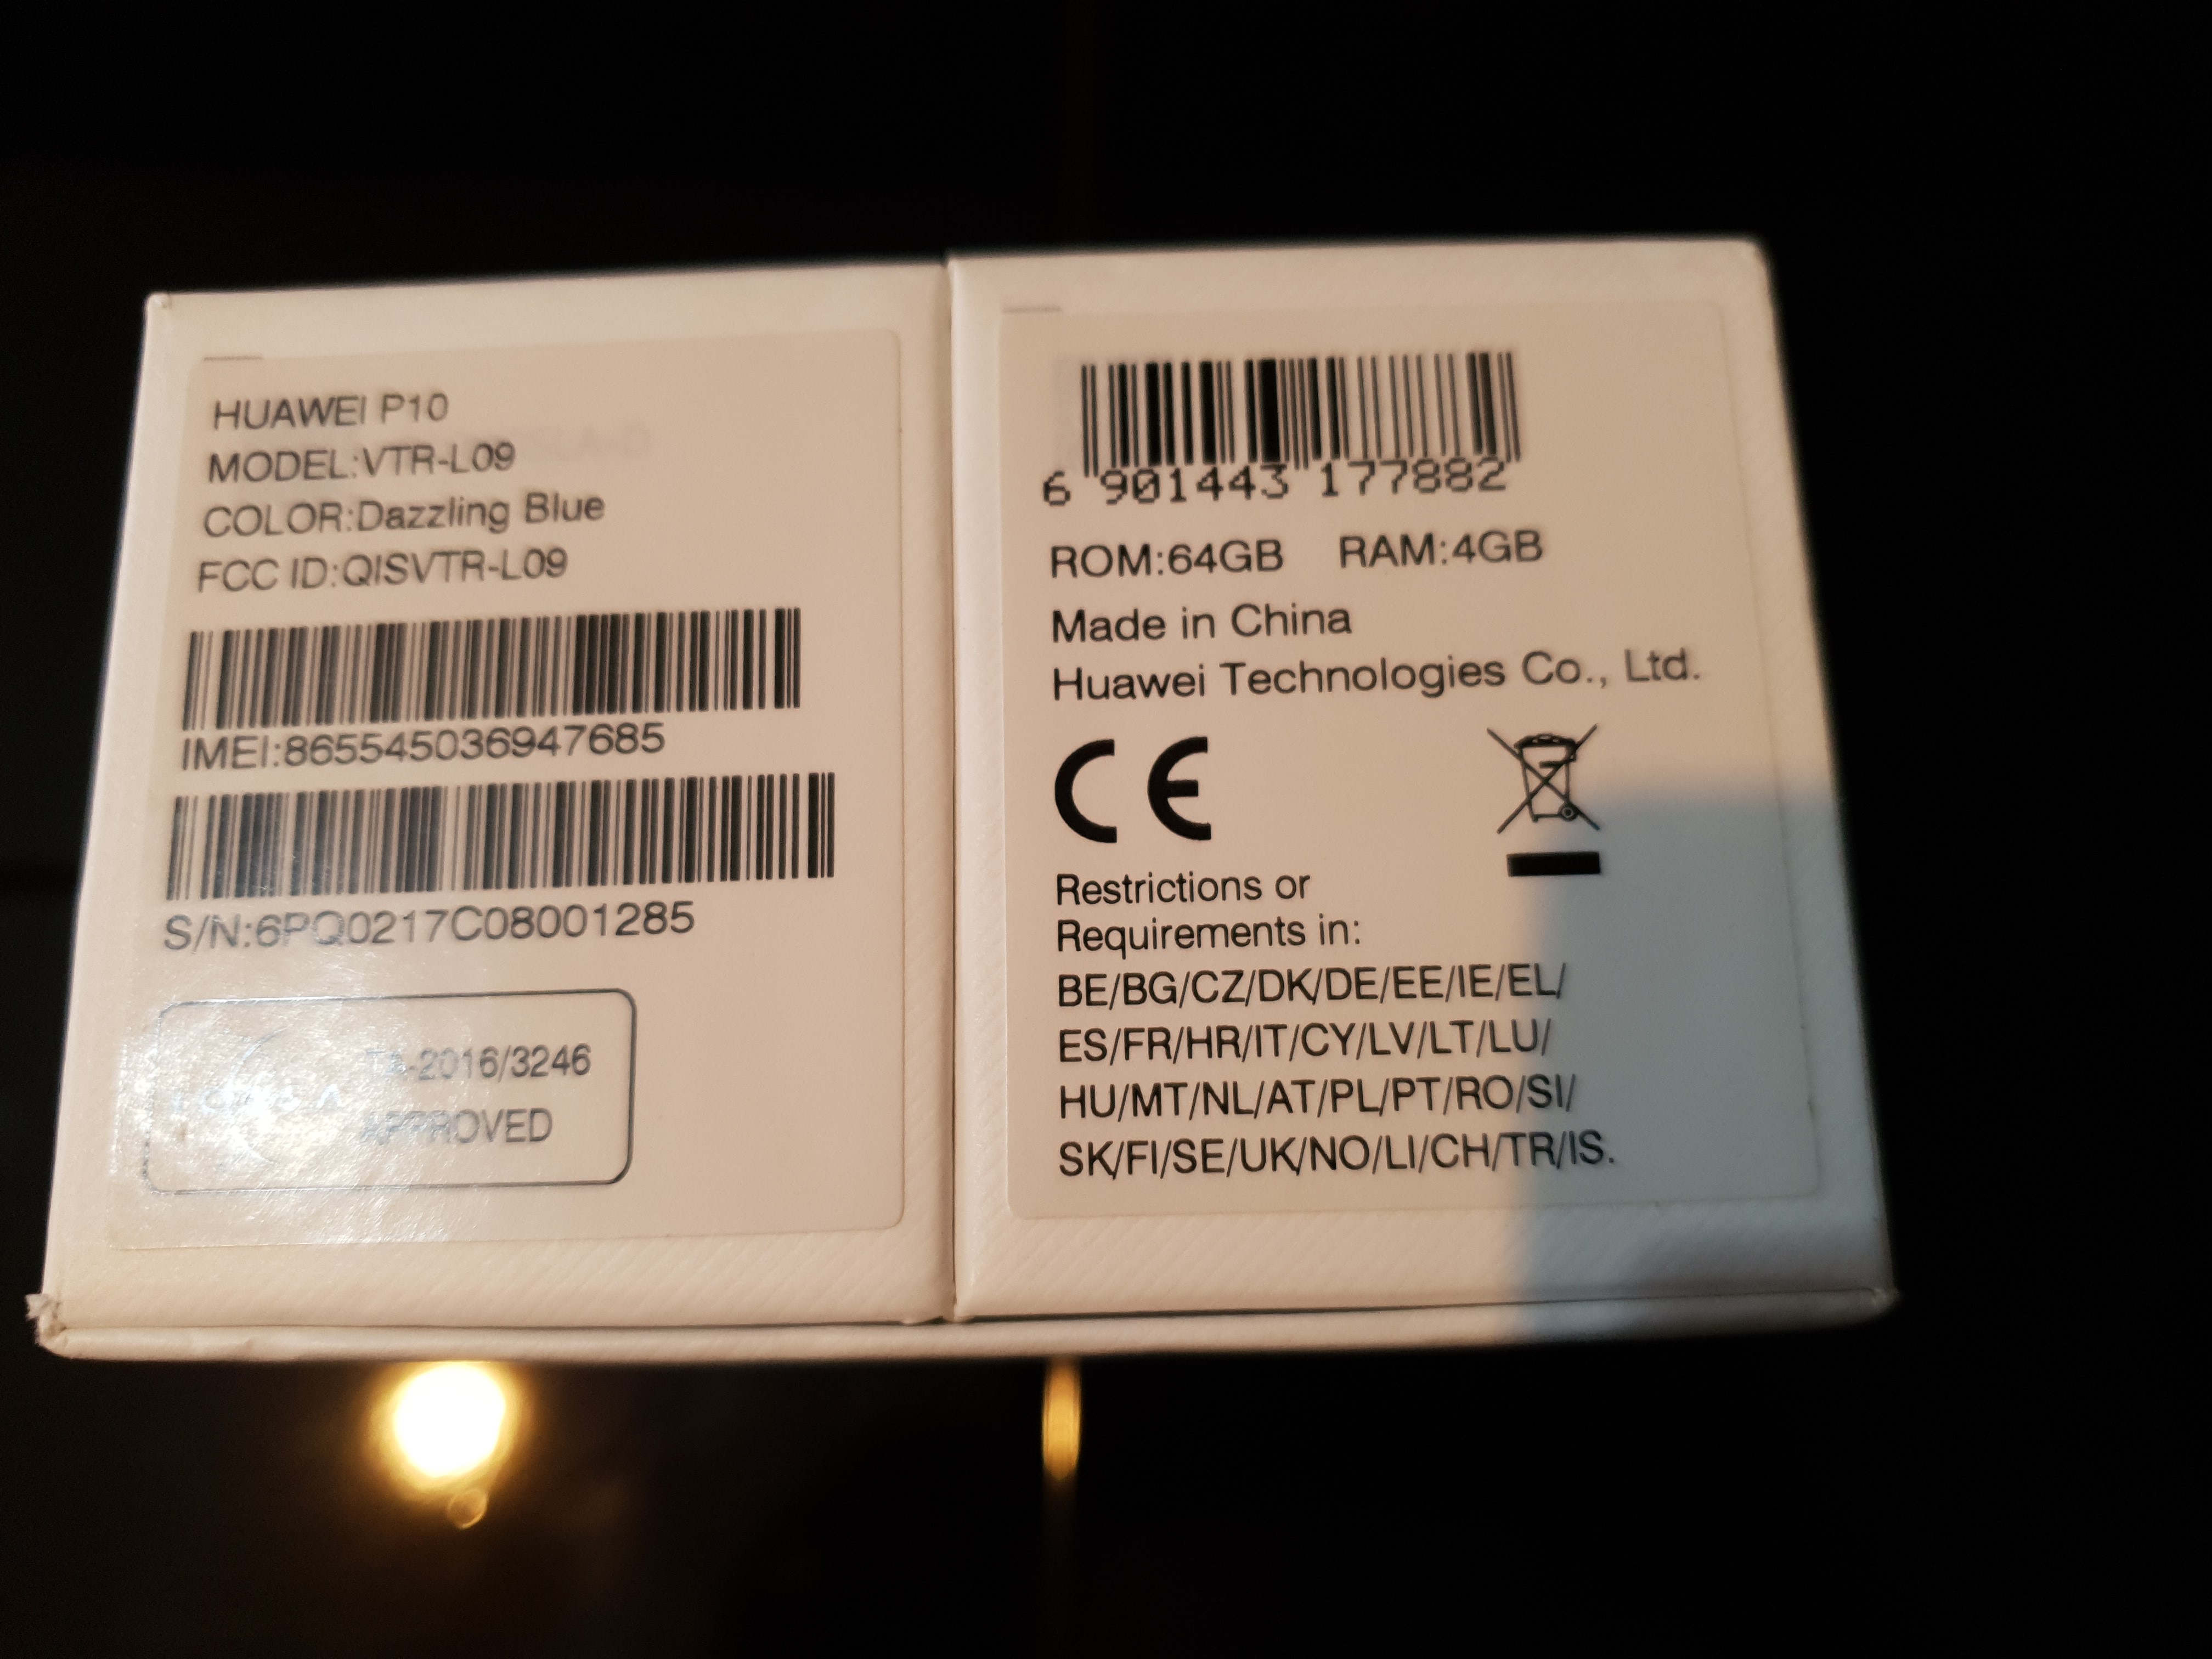 HUAWEI P10
MODEL:VTR-L09
COLOR:Dazzling Blue
FCC ID:QISVTR-L09
IMEI:865545036947685
S/N:6PQ0217C08001285
I C A S A
TA-2016/3246
APPROVED
6 901443 177882
ROM:64GB RAM:4GB
Made in China
Huawei Technologies Co., Ltd.
CE
Restrictions or
Requirements in:
BE/BG/CZ/DK/DE/EE/IE/EL/
ES/FR/HR/IT/CY/LV/LT/LU/
HU/MT/NL/AT/PL/PT/RO/SI/
SK/FI/SE/UK/NO/LI/CH/TR/IS.